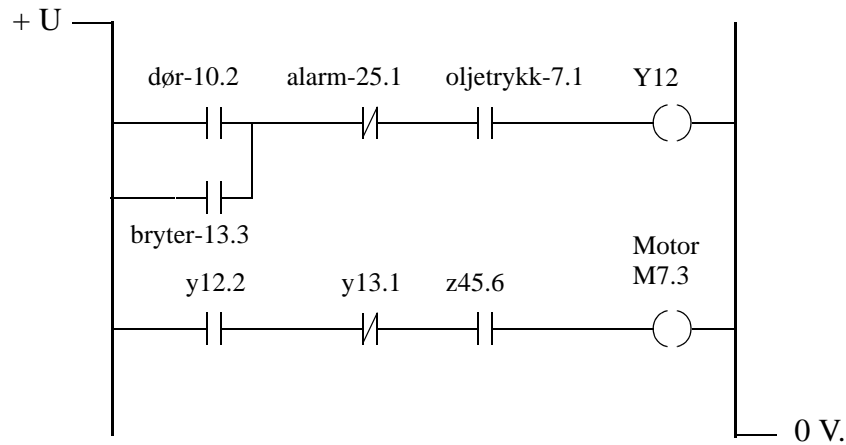 + U
dør-10.2 alarm-25.1 oljetrykk-7.1 Y12
bryter-13.3
Motor
y12.2 y13.1 z45.6 M7.3
0 V.